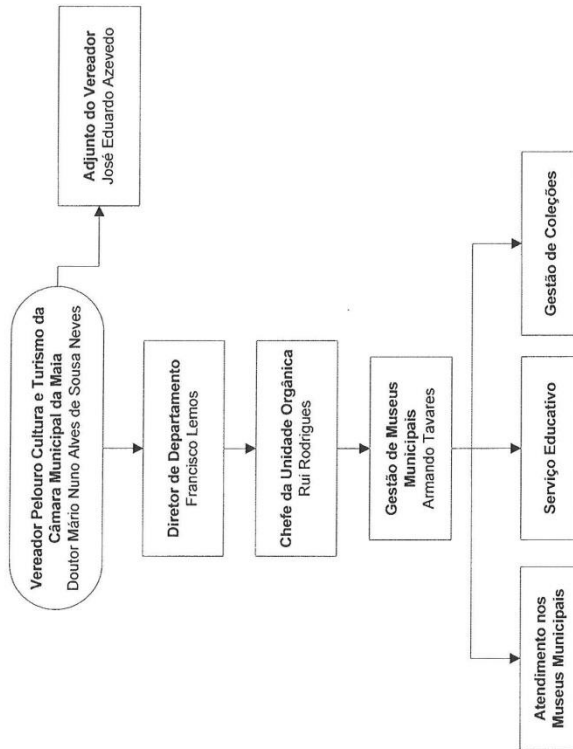 Vereador Pelouro Cultura e Turismo da
Câmara Municipal da Maia
Doutor Mário Nuno Alves de Sousa Neves
Adjunto do Vereador
José Eduardo Azevedo
Diretor de Departamento
Francisco Lemos
Chefe da Unidade Orgânica
Rui Rodrigues
Gestão de Museus
Municipais
Armando Tavares
Atendimento nos
Museus Municipais
Serviço Educativo
Gestão de Coleções